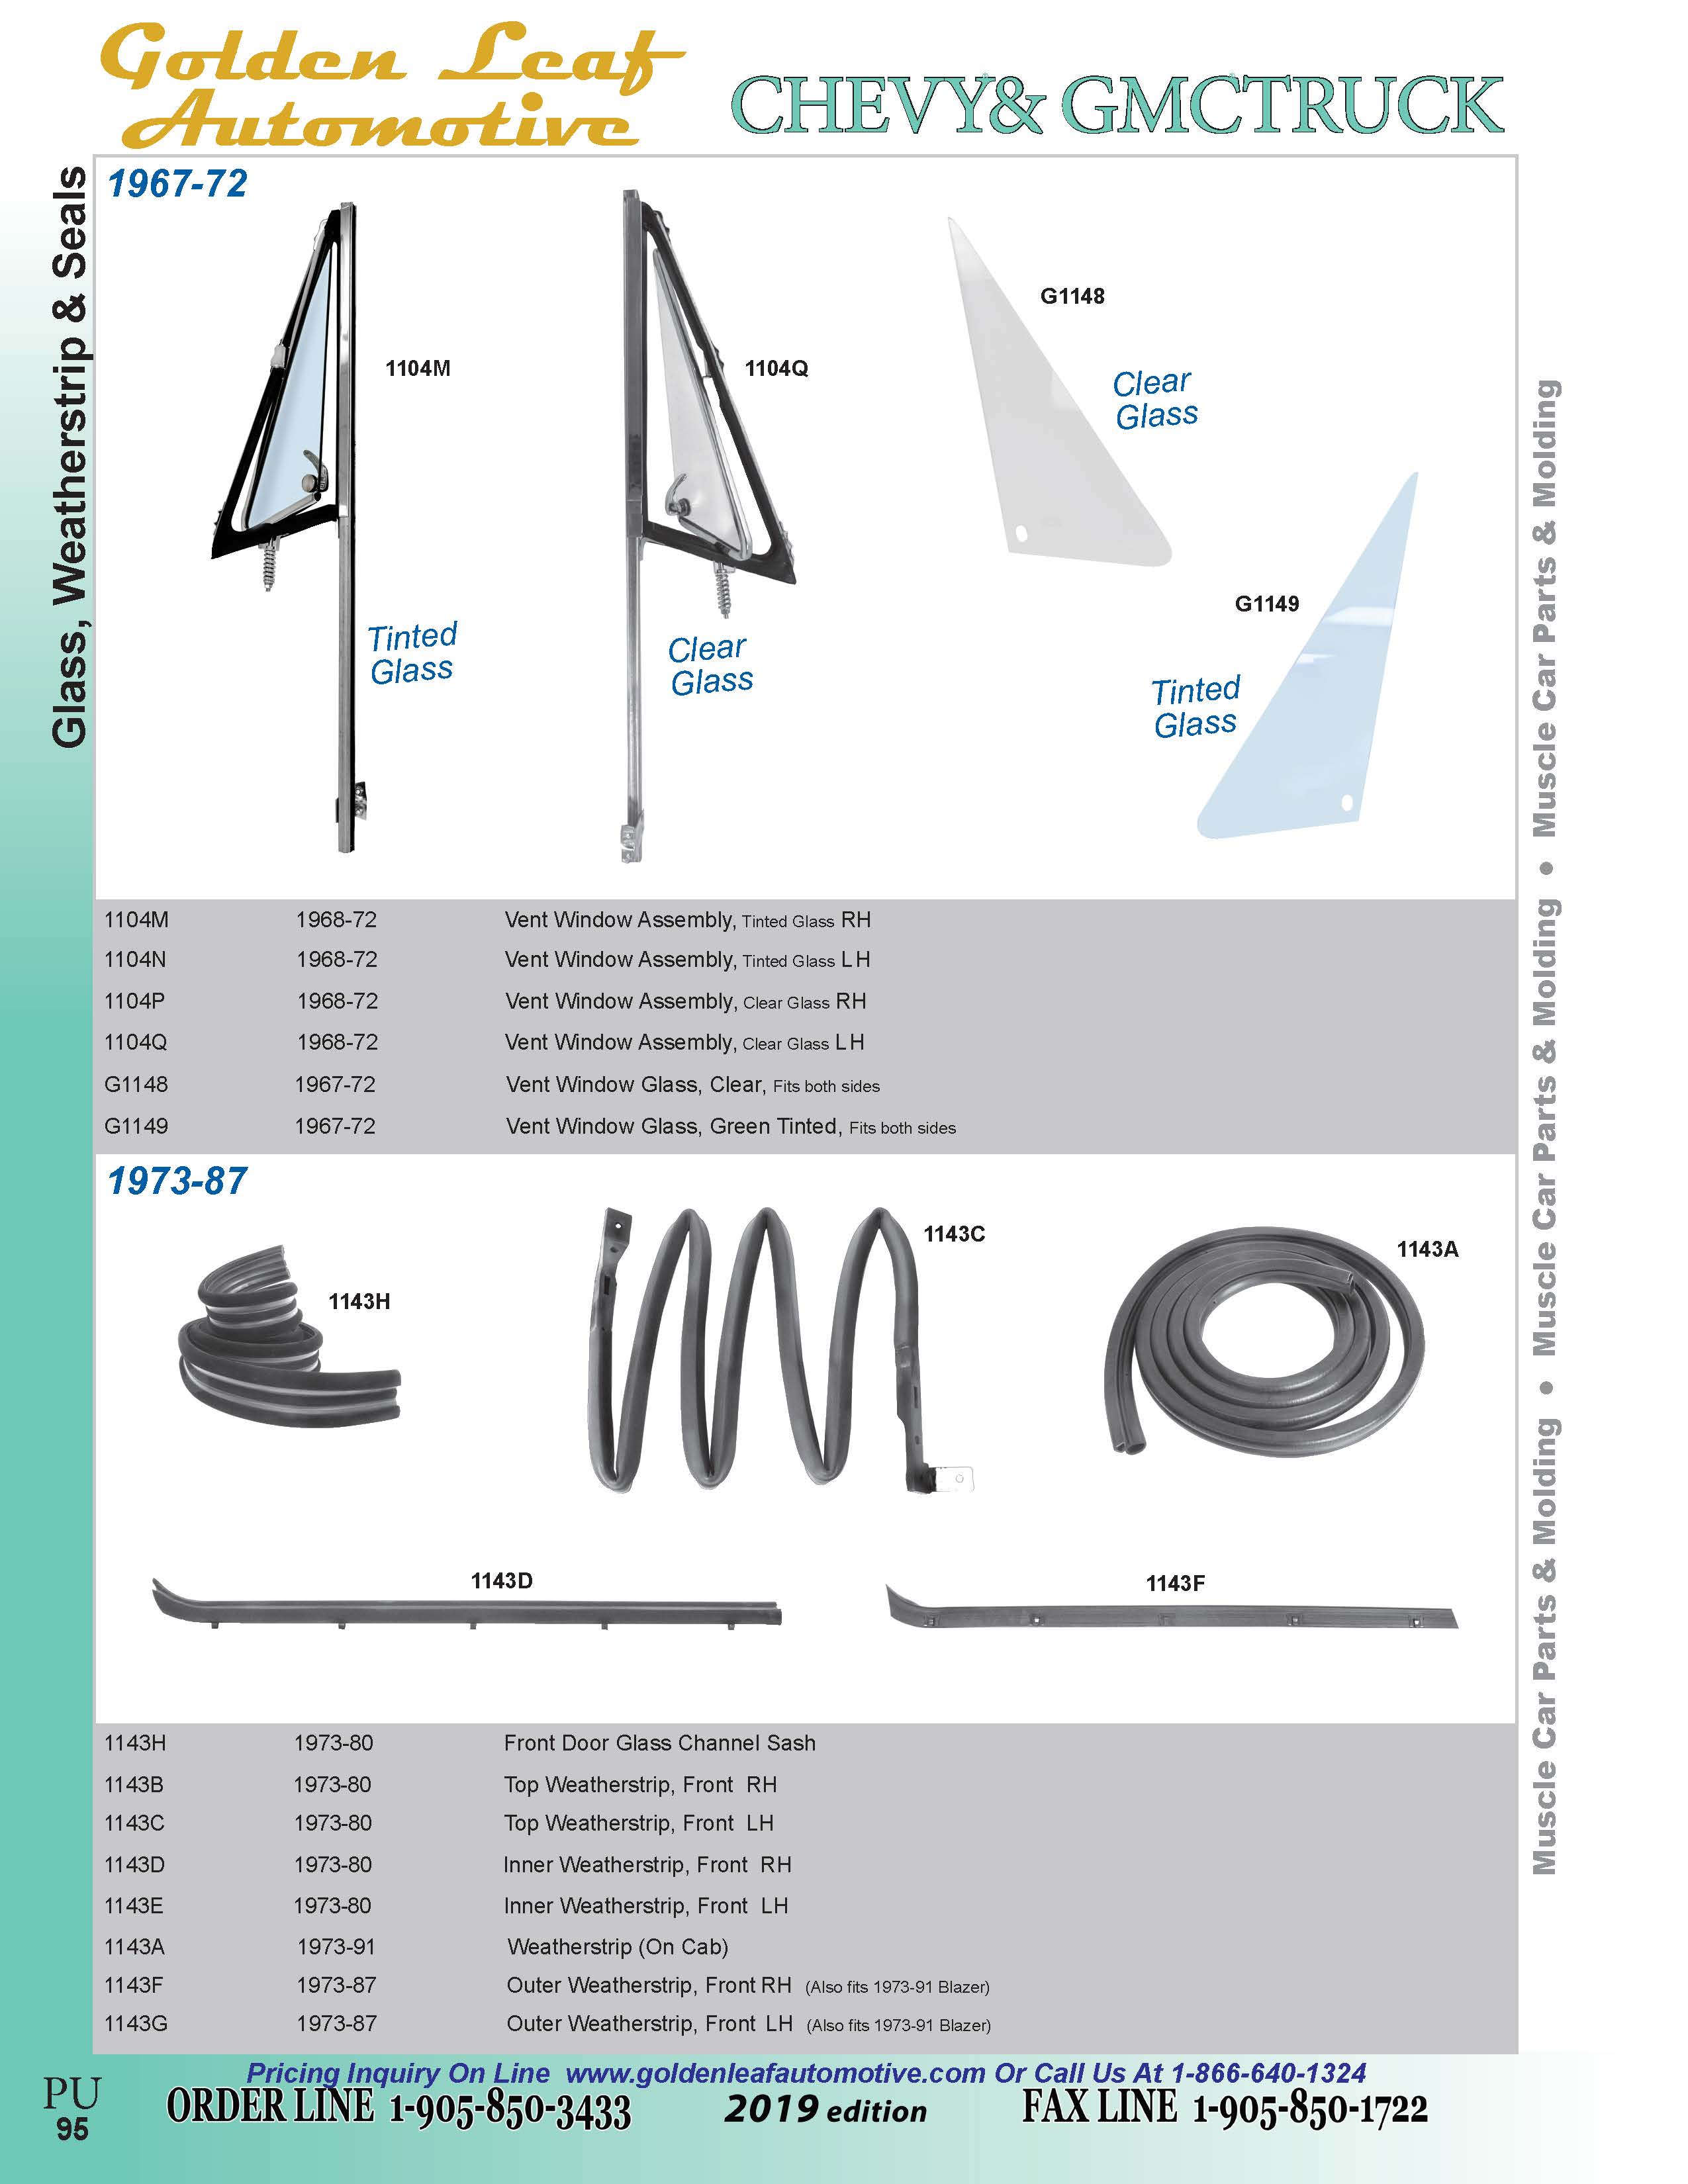 Golden Leaf
Automotive
CHEVY® & GMC® TRUCK
Glass, Weatherstrip & Seals
1967-72
1104M
1104Q
G1148
Clear
Glass
G1149
Tinted
Glass
Clear
Glass
Tinted
Glass
1104M 1968-72 Vent Window Assembly, Tinted Glass RH
1104N 1968-72 Vent Window Assembly, Tinted Glass LH
1104P 1968-72 Vent Window Assembly, Clear Glass RH
1104Q 1968-72 Vent Window Assembly, Clear Glass LH
G1148 1967-72 Vent Window Glass, Clear, Fits both sides
G1149 1967-72 Vent Window Glass, Green Tinted, Fits both sides
1973-87
1143H
1143C
1143A
1143D
1143F
1143H 1973-80 Front Door Glass Channel Sash
1143B 1973-80 Top Weatherstrip, Front RH
1143C 1973-80 Top Weatherstrip, Front LH
1143D 1973-80 Inner Weatherstrip, Front RH
1143E 1973-80 Inner Weatherstrip, Front LH
1143A 1973-91 Weatherstrip (On Cab)
1143F 1973-87 Outer Weatherstrip, Front RH (Also fits 1973-91 Blazer)
1143G 1973-87 Outer Weatherstrip, Front LH (Also fits 1973-91 Blazer)
Muscle Car Parts & Molding • Muscle Car Parts & Molding • Muscle Car Parts & Molding
Pricing Inquiry On Line www.goldenleafautomotive.com Or Call Us At 1-866-640-1324
PU
95
ORDER LINE 1-905-850-3433 2019 edition FAX LINE 1-905-850-1722